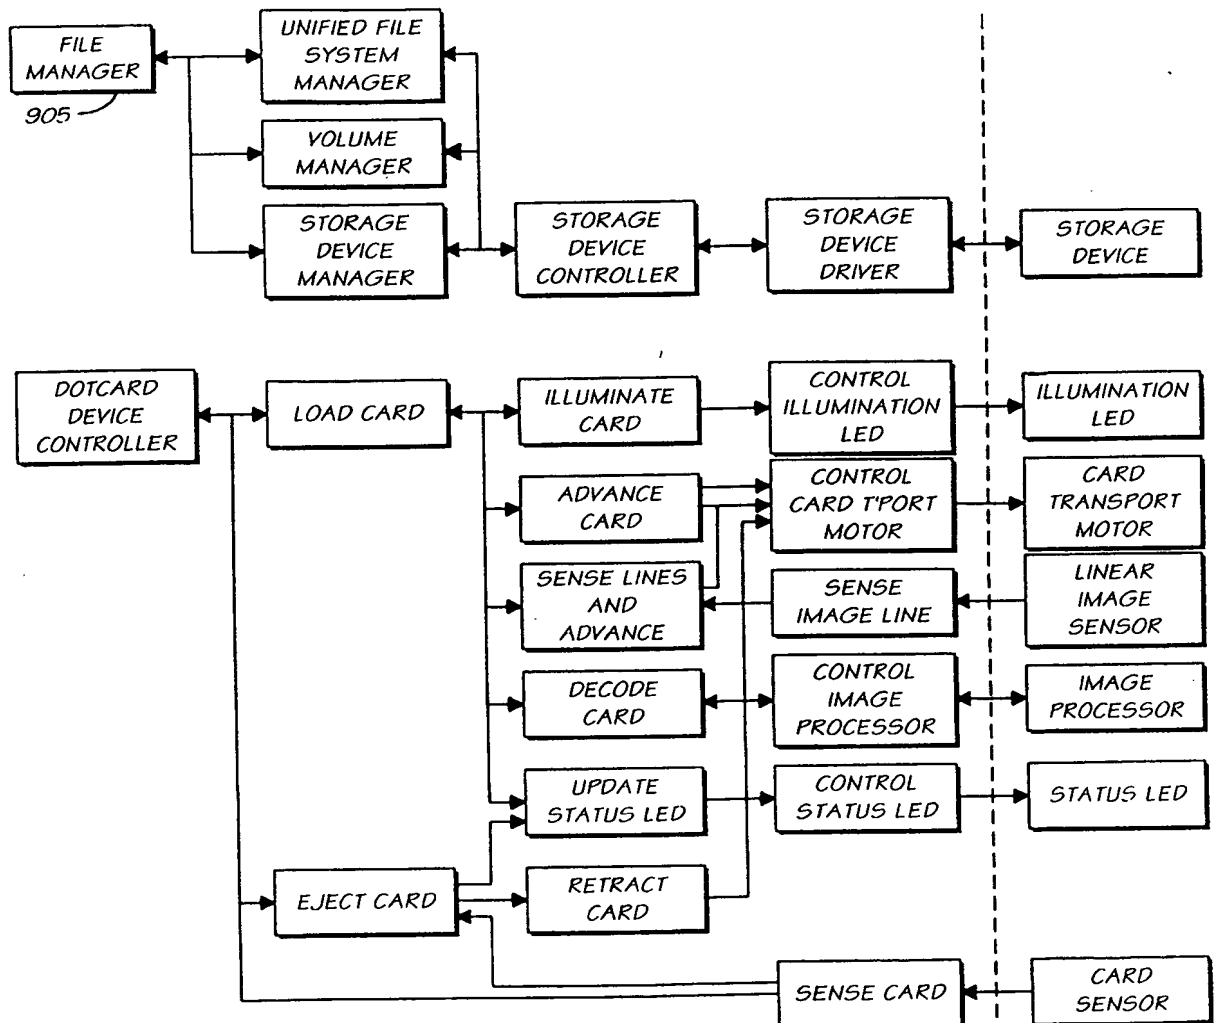 FILE
MANAGER
905
UNIFIED FILE
SYSTEM
MANAGER
VOLUME
MANAGER
STORAGE
DEVICE
MANAGER
STORAGE
DEVICE
CONTROLLER
STORAGE
DEVICE
DRIVER
STORAGE
DEVICE
DOTCARD
DEVICE
CONTROLLER
LOAD CARD
ILLUMINATE
CARD
CONTROL
ILLUMINATION
LED
ILLUMINATION
LED
ADVANCE
CARD
CONTROL
CARD T'PORT
MOTOR
CARD
TRANSPORT
MOTOR
SENSE LINES
AND
ADVANCE
SENSE
IMAGE LINE
LINEAR
IMAGE
SENSOR
DECODE
CARD
CONTROL
IMAGE
PROCESSOR
IMAGE
PROCESSOR
UPDATE
STATUS LED
CONTROL
STATUS LED
STATUS LED
EJECT CARD
RETRACT
CARD
SENSE CARD
CARD
SENSOR